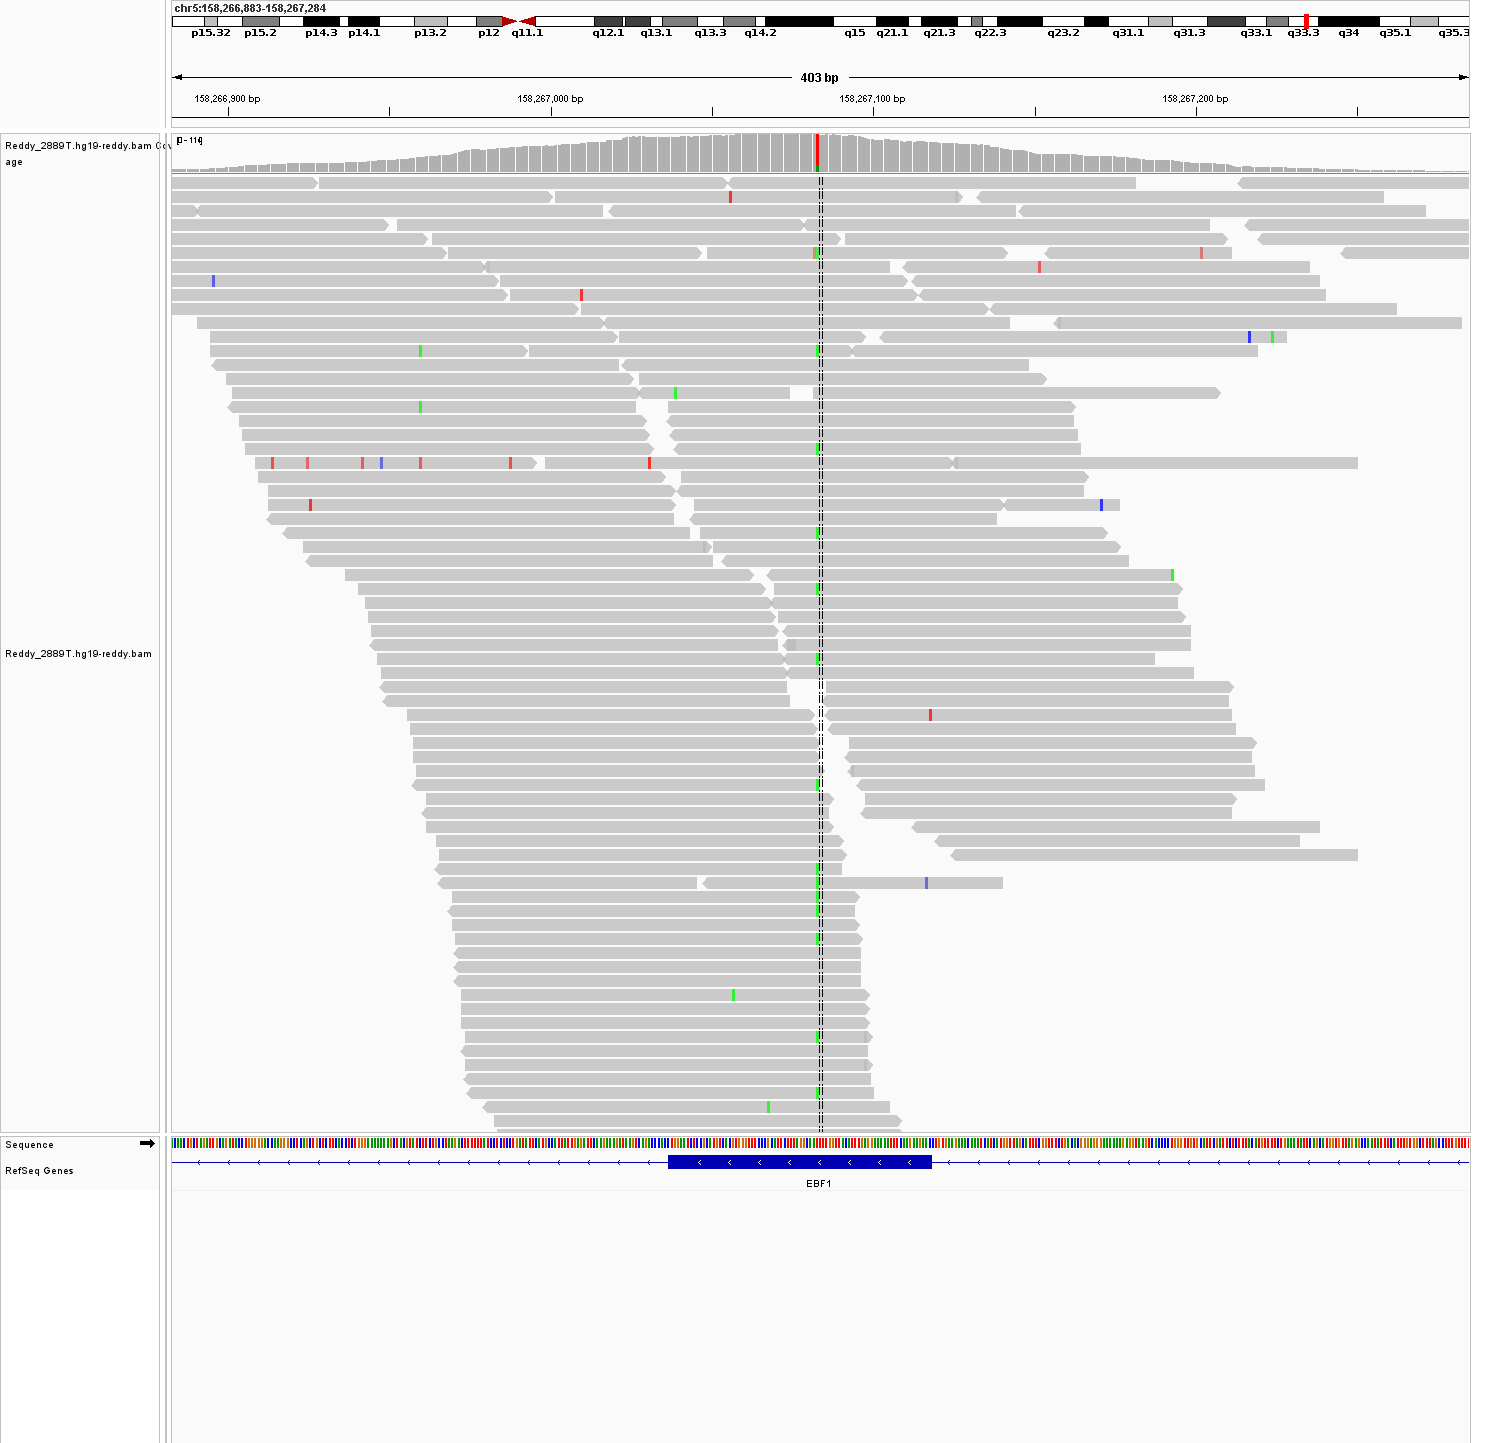 chr5:158,266,883-158,267,284
p15.32 p15.2 p14.3 p14.1 p13.2 p12 q11.1 q12.1 q13.1 q13.3 q14.2 q15 q21.1 q21.3 q22.3 q23.2 q31.1 q31.3 q33.1 q33.3 q34 q35.1 q35.3
403 bp
158,266,900 bp 158,267,000 bp 158,267,100 bp 158,267,200 bp
Reddy_2889T.hg19-reddy.bam Cov
age
[0 - 114]
Reddy_2889T.hg19-reddy.bam
Sequence
RefSeq Genes
EBF1